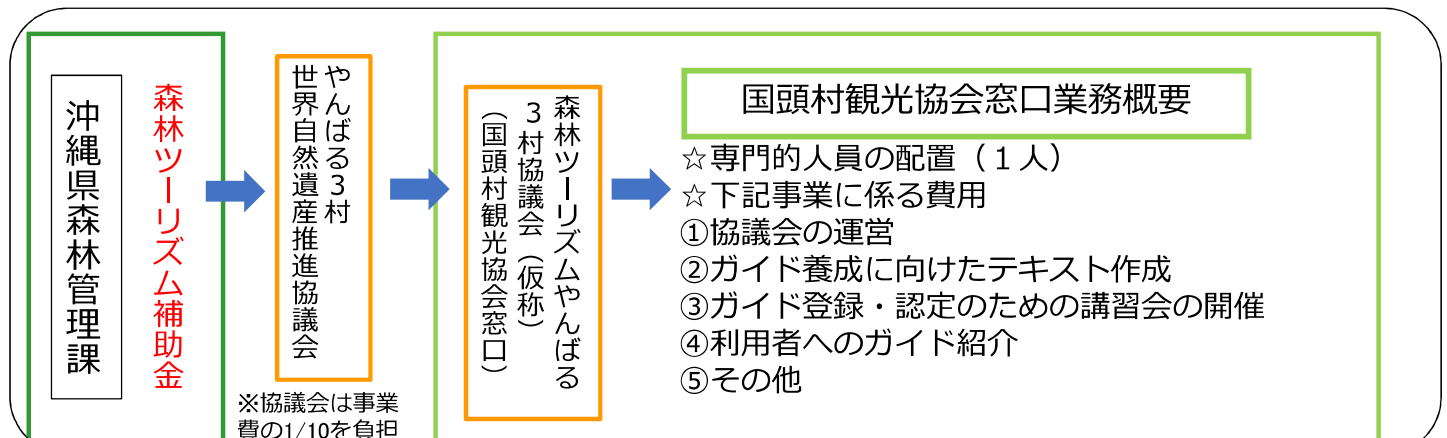 沖縄県森林管理課
森林ツーリズム補助金
やんばる3村
世界自然遺産推進協議会
※協議会は事業
費の1/10を負担
森林ツーリズムやんばる
3村協議会（仮称）
（国頭村観光協会窓口）
国頭村観光協会窓口業務概要
☆専門的人員の配置（１人）
☆下記事業に係る費用
①協議会の運営
②ガイド養成に向けたテキスト作成
③ガイド登録・認定のための講習会の開催
④利用者へのガイド紹介
⑤その他